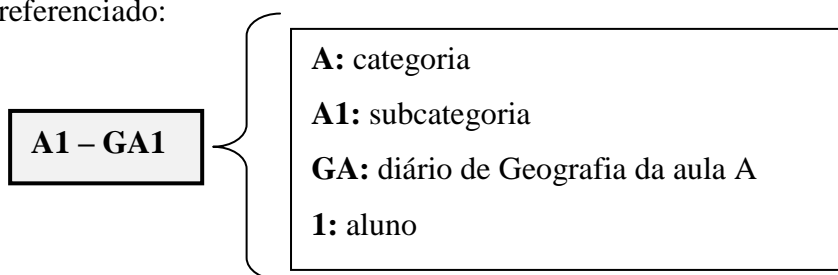 referenciado:
A: categoria
A1: subcategoria
A1 – GA1
GA: diário de Geografia da aula A
1: aluno